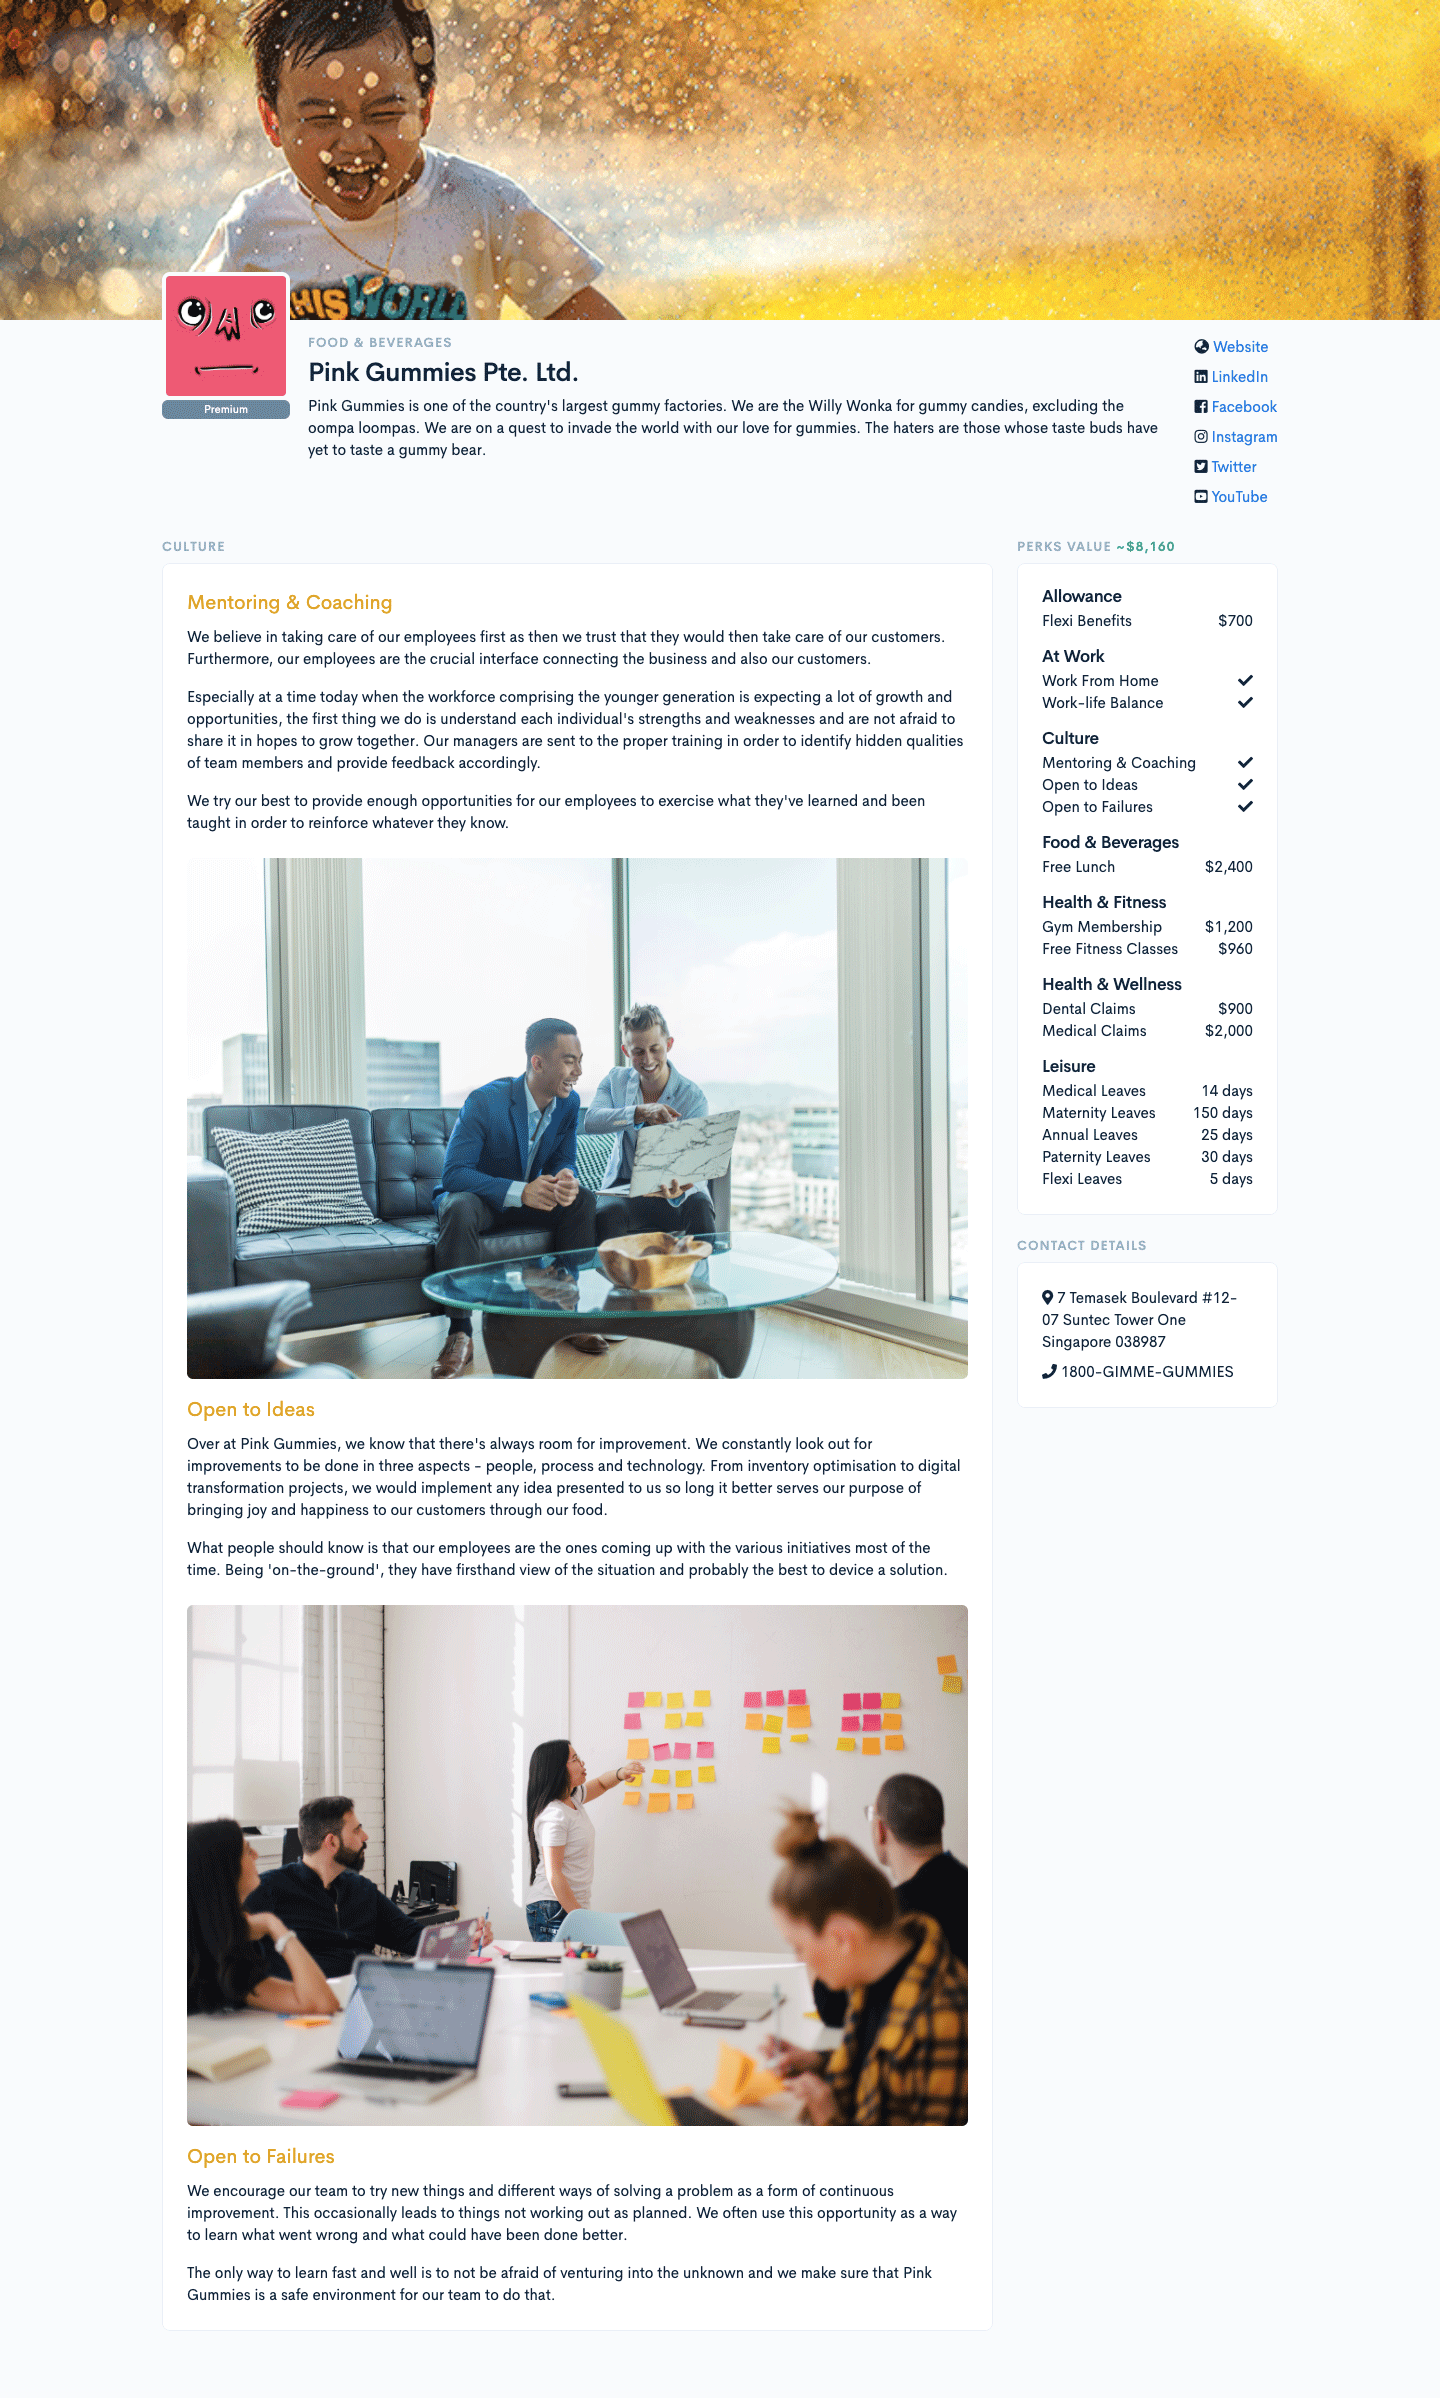 HIS WORLD
Premium
FOOD & BEVERAGES
Pink Gummies Pte. Ltd.
Pink Gummies is one of the country's largest gummy factories. We are the Willy Wonka for gummy candies, excluding the
oompa loompas. We are on a quest to invade the world with our love for gummies. The haters are those whose taste buds have
yet to taste a gummy bear.
Website
LinkedIn
Facebook
Instagram
Twitter
YouTube
CULTURE
Mentoring & Coaching
We believe in taking care of our employees first as then we trust that they would then take care of our customers.
Furthermore, our employees are the crucial interface connecting the business and also our customers.
Especially at a time today when the workforce comprising the younger generation is expecting a lot of growth and
opportunities, the first thing we do is understand each individual's strengths and weaknesses and are not afraid to
share it in hopes to grow together. Our managers are sent to the proper training in order to identify hidden qualities
of team members and provide feedback accordingly.
We try our best to provide enough opportunities for our employees to exercise what they've learned and been
taught in order to reinforce whatever they know.
Open to Ideas
Over at Pink Gummies, we know that there's always room for improvement. We constantly look out for
improvements to be done in three aspects - people, process and technology. From inventory optimisation to digital
transformation projects, we would implement any idea presented to us so long it better serves our purpose of
bringing joy and happiness to our customers through our food.
What people should know is that our employees are the ones coming up with the various initiatives most of the
time. Being 'on-the-ground', they have firsthand view of the situation and probably the best to device a solution.
Open to Failures
We encourage our team to try new things and different ways of solving a problem as a form of continuous
improvement. This occasionally leads to things not working out as planned. We often use this opportunity as a way
to learn what went wrong and what could have been done better.
The only way to learn fast and well is to not be afraid of venturing into the unknown and we make sure that Pink
Gummies is a safe environment for our team to do that.
PERKS VALUE ~$8,160
Allowance
Flexi Benefits $700
At Work
Work From Home
Work-life Balance
Culture
Mentoring & Coaching
Open to Ideas
Open to Failures
Food & Beverages
Free Lunch $2,400
Health & Fitness
Gym Membership $1,200
Free Fitness Classes $960
Health & Wellness
Dental Claims $900
Medical Claims $2,000
Leisure
Medical Leaves 14 days
Maternity Leaves 150 days
Annual Leaves 25 days
Paternity Leaves 30 days
Flexi Leaves 5 days
CONTACT DETAILS
7 Temasek Boulevard #12-
07 Suntec Tower One
Singapore 038987
1800-GIMME-GUMMIES